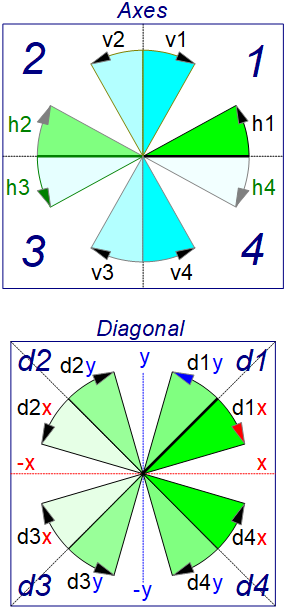 Axes
v2 v1
2 1
h2 h1
h3 h4
3 4
v3 v4
Diagonal
d2 d2y y d1y d1
d2x d1x
-x x
d3x d4x
d3 d3y -y d4y d4